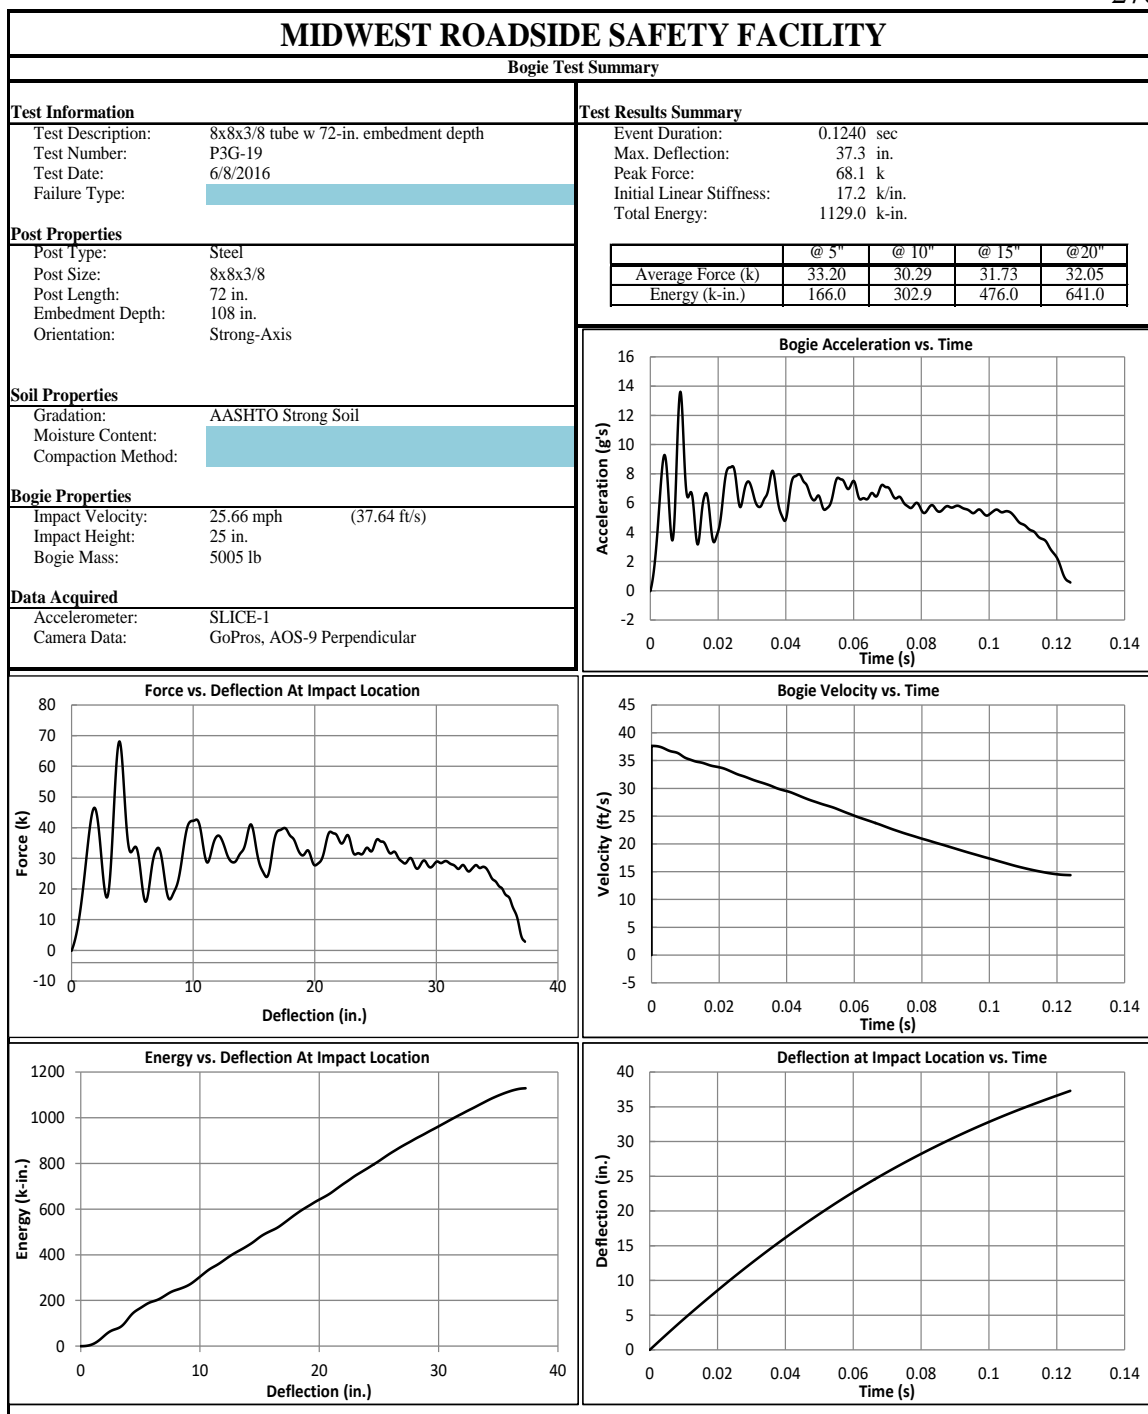 MIDWEST ROADSIDE SAFETY FACILITY
Bogie Test Summary
Test Information
Test Description: 8x8x3/8 tube w 72-in. embedment depth
Test Number: P3G-19
Test Date: 6/8/2016
Failure Type:
Post Properties
Post Type: Steel
Post Size: 8x8x3/8
Post Length: 72 in.
Embedment Depth: 108 in.
Orientation: Strong-Axis
Soil Properties
Gradation: AASHTO Strong Soil
Moisture Content:
Compaction Method:
Bogie Properties
Impact Velocity: 25.66 mph (37.64 ft/s)
Impact Height: 25 in.
Bogie Mass: 5005 lb
Data Acquired
Accelerometer: SLICE-1
Camera Data: GoPros, AOS-9 Perpendicular
Test Results Summary
Event Duration: 0.1240 sec
Max. Deflection: 37.3 in.
Peak Force: 68.1 k
Initial Linear Stiffness: 17.2 k/in.
Total Energy: 1129.0 k-in.
@ 5" @ 10" @ 15" @20"
Average Force (k) 33.20 30.29 31.73 32.05
Energy (k-in.) 166.0 302.9 476.0 641.0
Bogie Acceleration vs. Time
Acceleration (g's)
16
14
12
10
8
6
4
2
0
-2
0 0.02 0.04 0.06 0.08 0.1 0.12 0.14
Time (s)
Force vs. Deflection At Impact Location
Force (k)
80
70
60
50
40
30
20
10
0
-10
0 10 20 30 40
Deflection (in.)
Bogie Velocity vs. Time
Velocity (ft/s)
45
40
35
30
25
20
15
10
5
0
-5
0 0.02 0.04 0.06 0.08 0.1 0.12 0.14
Time (s)
Energy vs. Deflection At Impact Location
Energy (k-in.)
1200
1000
800
600
400
200
0
0 10 20 30 40
Deflection (in.)
Deflection at Impact Location vs. Time
Deflection (in.)
40
35
30
25
20
15
10
5
0
0 0.02 0.04 0.06 0.08 0.1 0.12 0.14
Time (s)